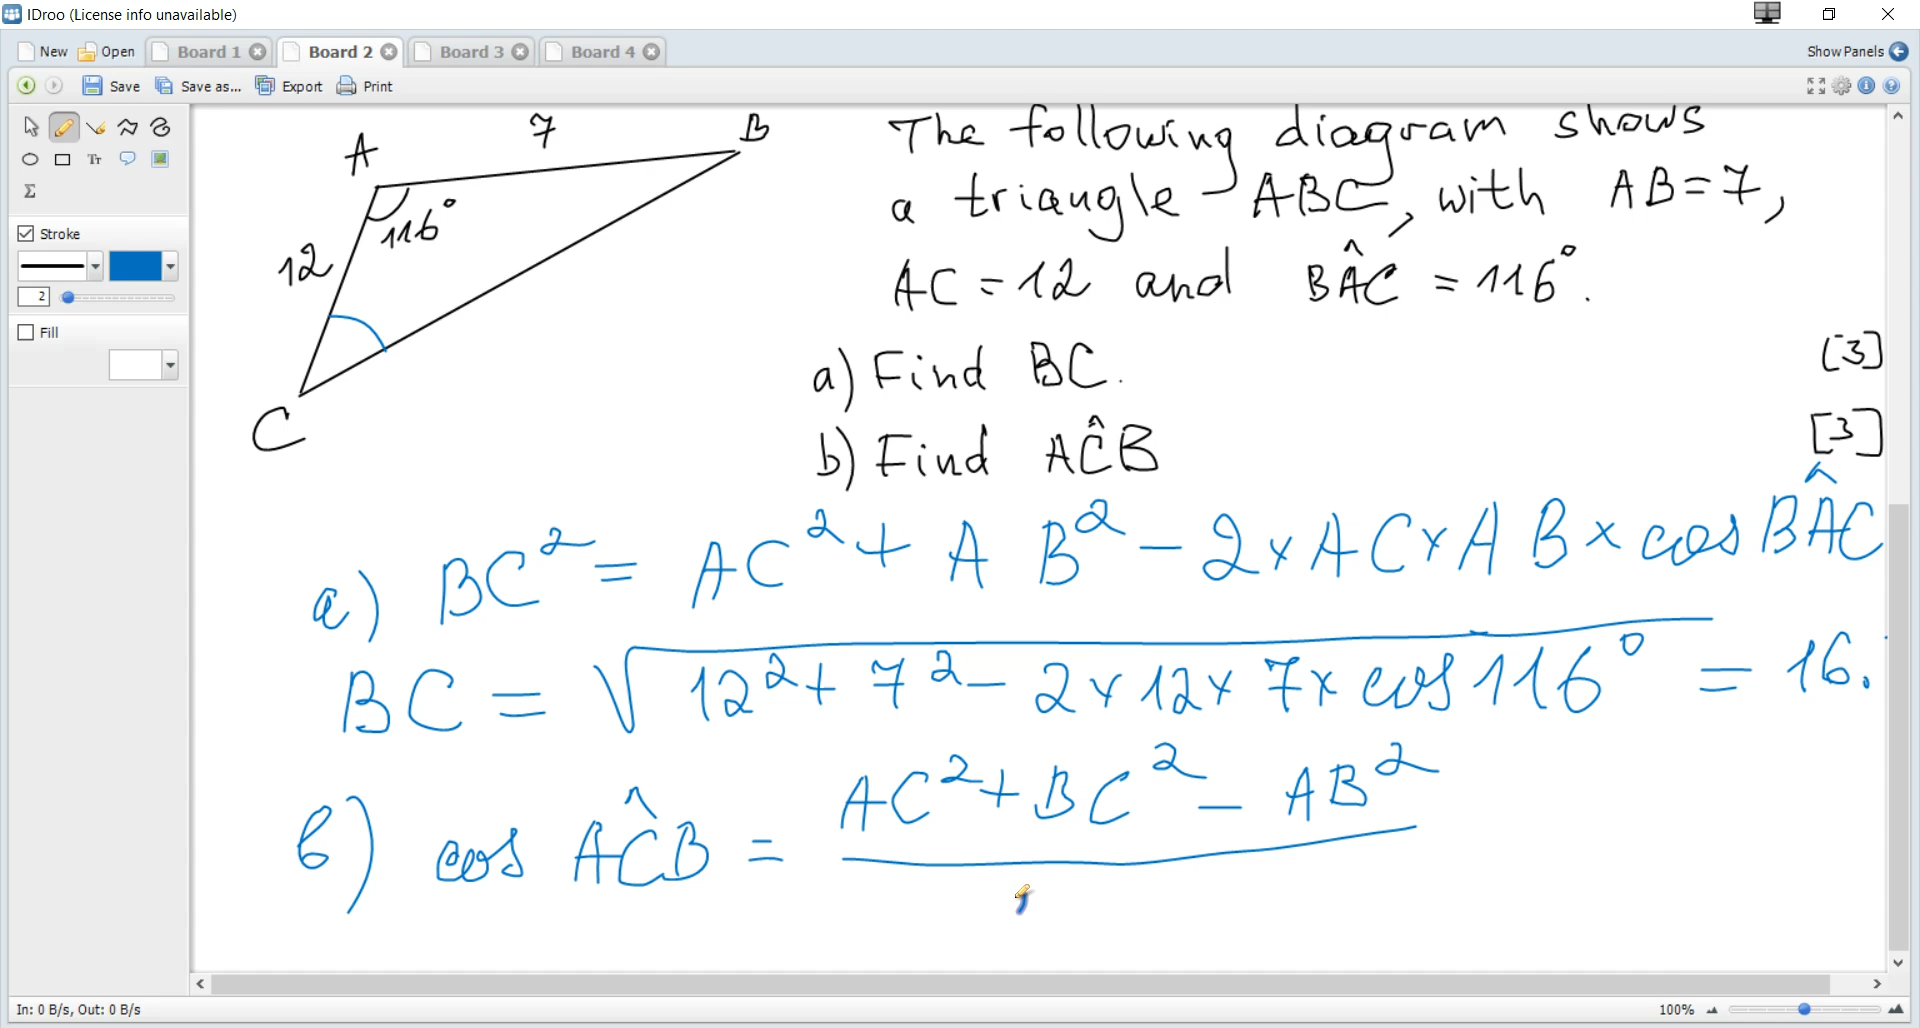 IDroo (License info unavailable)
New Open Board 1 Board 2 Board 3 Board 4 Show Panels
Save Save as... Export Print
Tr
Σ
Stroke
2
Fill
A 7 B
116°
12
C
The following diagram shows
a triangle ABC, with AB=7,
AC=12 and BÂC = 116°.
a) Find BC. [3]
b) Find AĈB [3]
a) BC² = AC² + AB² − 2×AC×AB×cos BÂC
BC = √12² + 7² − 2×12×7×cos 116° = 16.
b) cos AĈB = AC² + BC² − AB²
In: 0 B/s, Out: 0 B/s 100%